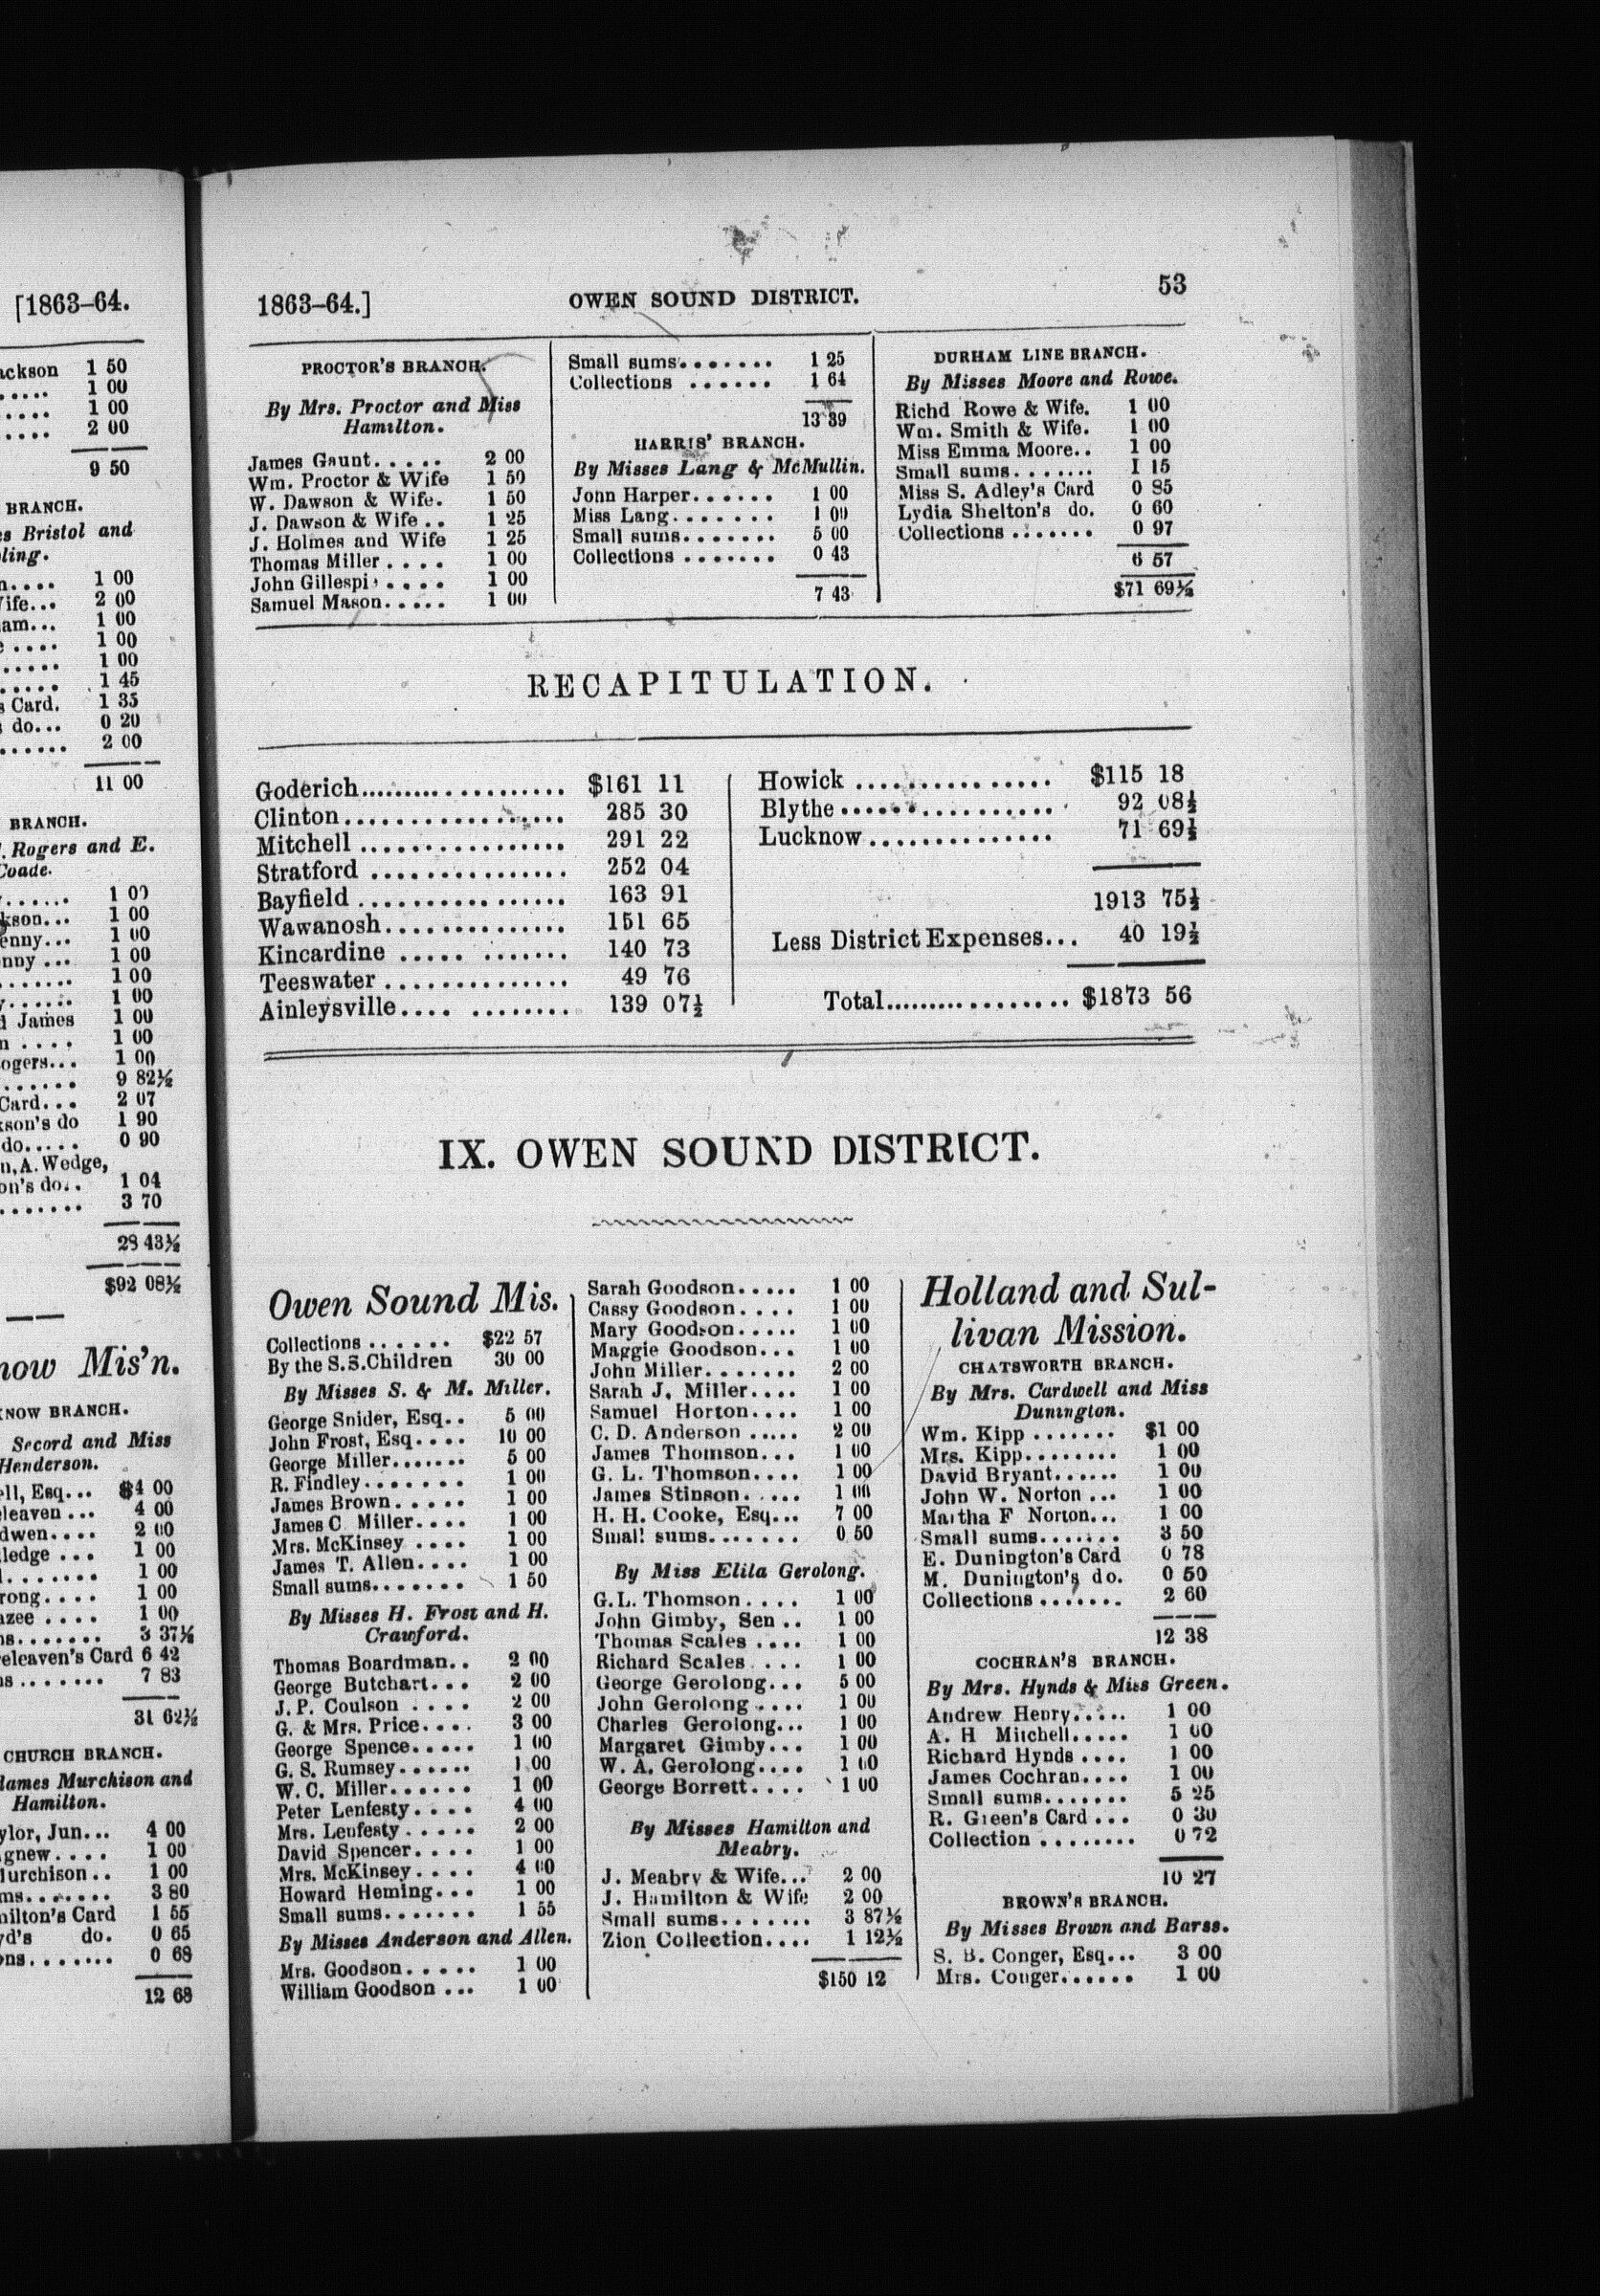 [1863-64.
ackson 1 50
1 00
1 00
2 00
9 50
BRANCH.
es Bristol and
ling.
n.... 1 00
ife... 2 00
am... 1 00
1 00
1 00
1 45
s Card. 1 35
do... 0 20
2 00
11 00
BRANCH.
. Rogers and E.
Coade.
1 00
kson... 1 00
enny... 1 00
nny ... 1 00
1 00
1 00
d James 1 00
n .... 1 00
ogers... 1 00
9 82½
Card... 2 07
kson's do 1 90
do..... 0 90
n, A. Wedge,
on's do.. 1 04
3 70
28 43½
$92 08½
now Mis'n.
KNOW BRANCH.
Secord and Miss
Henderson.
ell, Esq... $4 00
eleaven ... 4 00
dwen.... 2 00
ledge ... 1 00
1 00
rong.... 1 00
azee .... 1 00
ns....... 3 37½
releaven's Card 6 42
ns....... 7 83
31 62½
CHURCH BRANCH.
dames Murchison and
Hamilton.
ylor, Jun... 4 00
gnew.... 1 00
Murchison.. 1 00
ms....... 3 80
milton's Card 1 55
d's do. 0 65
ons....... 0 68
12 68
1863-64.] OWEN SOUND DISTRICT. 53
PROCTOR'S BRANCH.
By Mrs. Proctor and Miss
Hamilton.
James Gaunt..... 2 00
Wm. Proctor & Wife 1 50
W. Dawson & Wife. 1 50
J. Dawson & Wife.. 1 25
J. Holmes and Wife 1 25
Thomas Miller.... 1 00
John Gillespie.... 1 00
Samuel Mason..... 1 00
Small sums....... 1 25
Collections ...... 1 64
13 39
HARRIS' BRANCH.
By Misses Lang & McMullin.
John Harper...... 1 00
Miss Lang....... 1 00
Small sums....... 5 00
Collections ....... 0 43
7 43
DURHAM LINE BRANCH.
By Misses Moore and Rowe.
Richd Rowe & Wife. 1 00
Wm. Smith & Wife. 1 00
Miss Emma Moore.. 1 00
Small sums....... 1 15
Miss S. Adley's Card 0 85
Lydia Shelton's do. 0 60
Collections ....... 0 97
6 57
$71 69½
RECAPITULATION.
Goderich.................... $161 11
Clinton.................. 285 30
Mitchell ................ 291 22
Stratford ............... 252 04
Bayfield ................ 163 91
Wawanosh.............. 151 65
Kincardine ..... ....... 140 73
Teeswater .............. 49 76
Ainleysville.... ........ 139 07½
Howick ................ $115 18
Blythe................. 92 08½
Lucknow.............. 71 69½
1913 75½
Less District Expenses... 40 19½
Total.................. $1873 56
IX. OWEN SOUND DISTRICT.
Owen Sound Mis.
Collections ...... $22 57
By the S.S.Children 30 00
By Misses S. & M. Miller.
George Snider, Esq.. 5 00
John Frost, Esq.... 10 00
George Miller....... 5 00
R. Findley....... 1 00
James Brown..... 1 00
James C Miller.... 1 00
Mrs. McKinsey .... 1 00
James T. Allen.... 1 00
Small sums....... 1 50
By Misses H. Frost and H.
Crawford.
Thomas Boardman.. 2 00
George Butchart... 2 00
J. P. Coulson .... 2 00
G. & Mrs. Price.... 3 00
George Spence..... 1 00
G. S. Rumsey...... 1 00
W. C. Miller...... 1 00
Peter Lenfesty.... 4 00
Mrs. Lenfesty..... 2 00
David Spencer.... 1 00
Mrs. McKinsey.... 4 00
Howard Heming... 1 00
Small sums....... 1 55
By Misses Anderson and Allen.
Mrs. Goodson..... 1 00
William Goodson ... 1 00
Sarah Goodson..... 1 00
Cassy Goodson.... 1 00
Mary Goodson..... 1 00
Maggie Goodson... 1 00
John Miller....... 2 00
Sarah J. Miller.... 1 00
Samuel Horton.... 1 00
C. D. Anderson ..... 2 00
James Thomson... 1 00
G. L. Thomson.... 1 00
James Stinson...... 1 00
H. H. Cooke, Esq... 7 00
Small sums....... 0 50
By Miss Elila Gerolong.
G.L. Thomson.... 1 00
John Gimby, Sen .. 1 00
Thomas Scales .... 1 00
Richard Scales.... 1 00
George Gerolong... 5 00
John Gerolong.... 1 00
Charles Gerolong... 1 00
Margaret Gimby... 1 00
W. A. Gerolong.... 1 00
George Borrett.... 1 00
By Misses Hamilton and
Meabry.
J. Meabry & Wife... 2 00
J. Hamilton & Wife 2 00
Small sums....... 3 87½
Zion Collection.... 1 12½
$150 12
Holland and Sul-
livan Mission.
CHATSWORTH BRANCH.
By Mrs. Cardwell and Miss
Dunington.
Wm. Kipp ....... $1 00
Mrs. Kipp........ 1 00
David Bryant...... 1 00
John W. Norton ... 1 00
Martha F Norton... 1 00
Small sums....... 3 50
E. Dunington's Card 0 78
M. Dunington's do. 0 50
Collections ....... 2 60
12 38
COCHRAN'S BRANCH.
By Mrs. Hynds & Miss Green.
Andrew Henry..... 1 00
A. H Mitchell..... 1 00
Richard Hynds .... 1 00
James Cochran.... 1 00
Small sums....... 5 25
R. Green's Card ... 0 30
Collection ........ 0 72
10 27
BROWN'S BRANCH.
By Misses Brown and Barss.
S. B. Conger, Esq... 3 00
Mrs. Conger...... 1 00